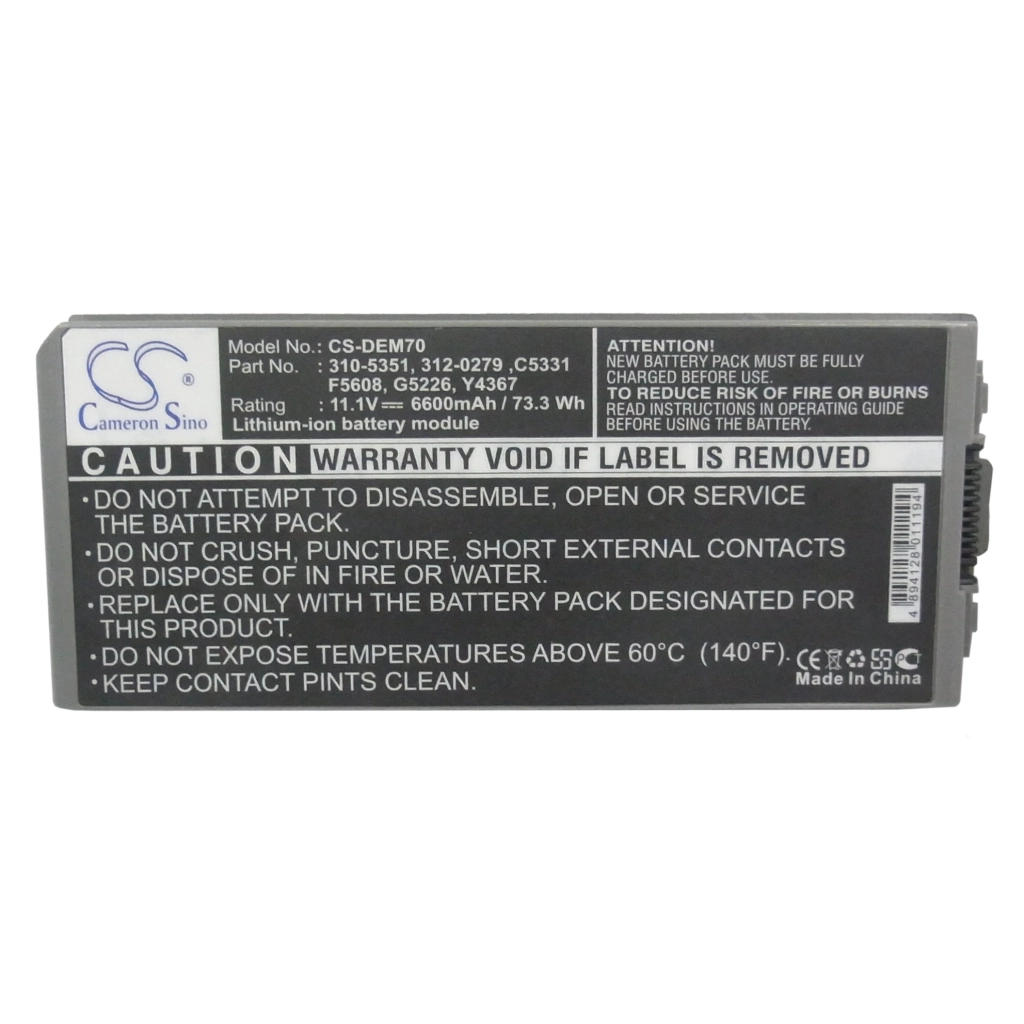 CS ®
Cameron Sino
Model No.: CS-DEM70
Part No. : 310-5351, 312-0279 ,C5331
F5608, G5226, Y4367
Rating : 11.1V⎓ 6600mAh / 73.3 Wh
Lithium-ion battery module
ATTENTION!
NEW BATTERY PACK MUST BE FULLY
CHARGED BEFORE USE.
TO REDUCE RISK OF FIRE OR BURNS
READ INSTRUCTIONS IN OPERATING GUIDE
BEFORE USING THE BATTERY.
CAUTION WARRANTY VOID IF LABEL IS REMOVED
·DO NOT ATTEMPT TO DISASSEMBLE, OPEN OR SERVICE
THE BATTERY PACK.
·DO NOT CRUSH, PUNCTURE, SHORT EXTERNAL CONTACTS
OR DISPOSE OF IN FIRE OR WATER.
·REPLACE ONLY WITH THE BATTERY PACK DESIGNATED FOR
THIS PRODUCT.
·DO NOT EXPOSE TEMPERATURES ABOVE 60°C (140°F).
·KEEP CONTACT PINTS CLEAN.
4 894128 011194
CE
Made In China